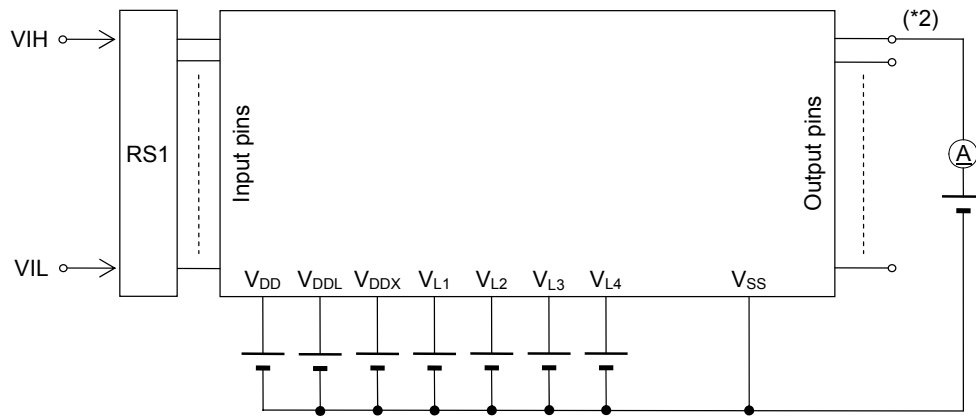 VIH
(*2)
RS1
Input pins
Output pins
A
VIL
VDD VDDL VDDX VL1 VL2 VL3 VL4 VSS